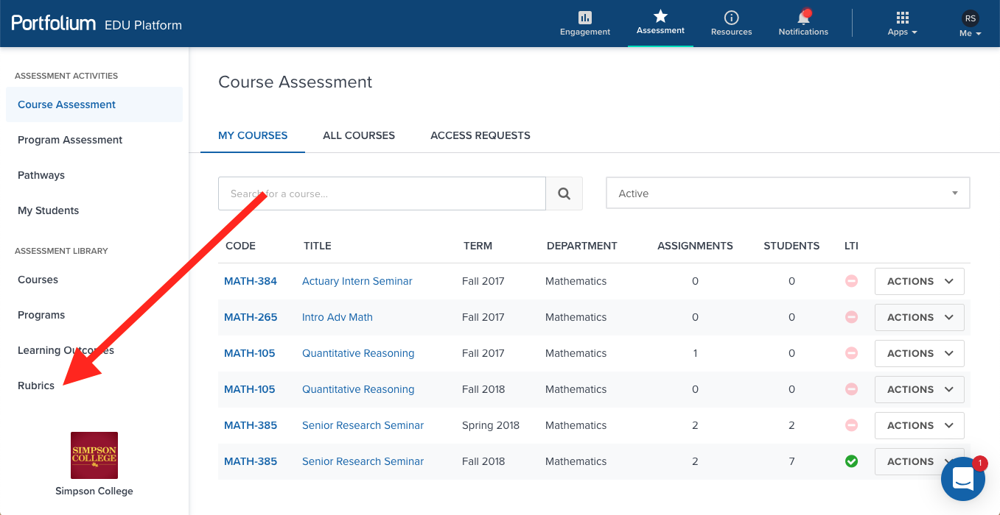 Portfolium EDU Platform
Engagement
Assessment
Resources
Notifications
Apps
RS
Me
ASSESSMENT ACTIVITIES
Course Assessment
Program Assessment
Pathways
My Students
ASSESSMENT LIBRARY
Courses
Programs
Learning Outcomes
Rubrics
SIMPSON
COLLEGE
Simpson College
Course Assessment
MY COURSES ALL COURSES ACCESS REQUESTS
Search for a course...
Active
CODE TITLE TERM DEPARTMENT ASSIGNMENTS STUDENTS LTI
MATH-384 Actuary Intern Seminar Fall 2017 Mathematics 0 0 ACTIONS
MATH-265 Intro Adv Math Fall 2017 Mathematics 0 0 ACTIONS
MATH-105 Quantitative Reasoning Fall 2017 Mathematics 1 0 ACTIONS
MATH-105 Quantitative Reasoning Fall 2018 Mathematics 0 0 ACTIONS
MATH-385 Senior Research Seminar Spring 2018 Mathematics 2 2 ACTIONS
MATH-385 Senior Research Seminar Fall 2018 Mathematics 2 7 ACTIONS
1